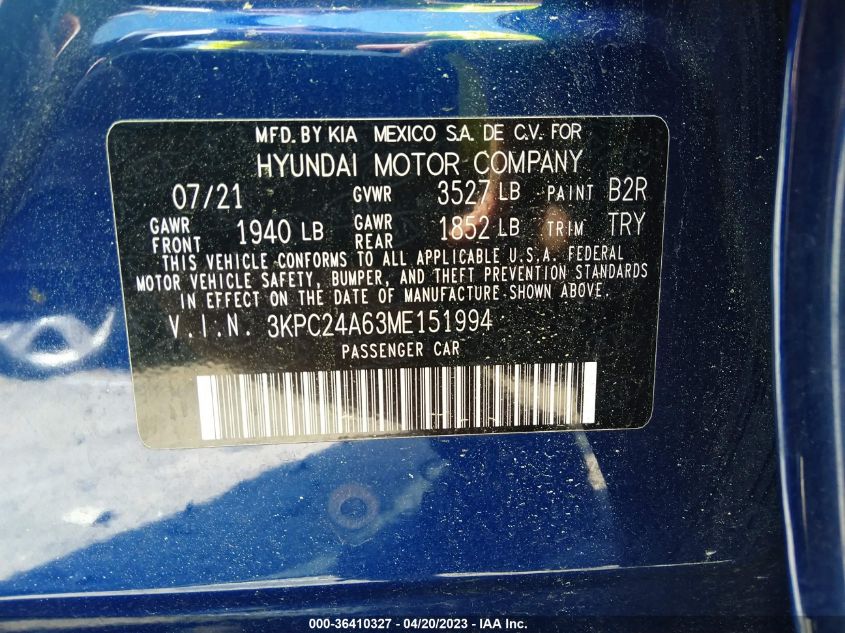 MFD. BY KIA MEXICO S.A. DE C.V. FOR
HYUNDAI MOTOR COMPANY
07/21 GVWR 3527 LB PAINT B2R
GAWR FRONT 1940 LB GAWR REAR 1852 LB TRIM TRY
THIS VEHICLE CONFORMS TO ALL APPLICABLE U.S.A. FEDERAL
MOTOR VEHICLE SAFETY, BUMPER, AND THEFT PREVENTION STANDARDS
IN EFFECT ON THE DATE OF MANUFACTURE SHOWN ABOVE.
V.I.N. 3KPC24A63ME151994
PASSENGER CAR
000-36410327 - 04/20/2023 - IAA Inc.